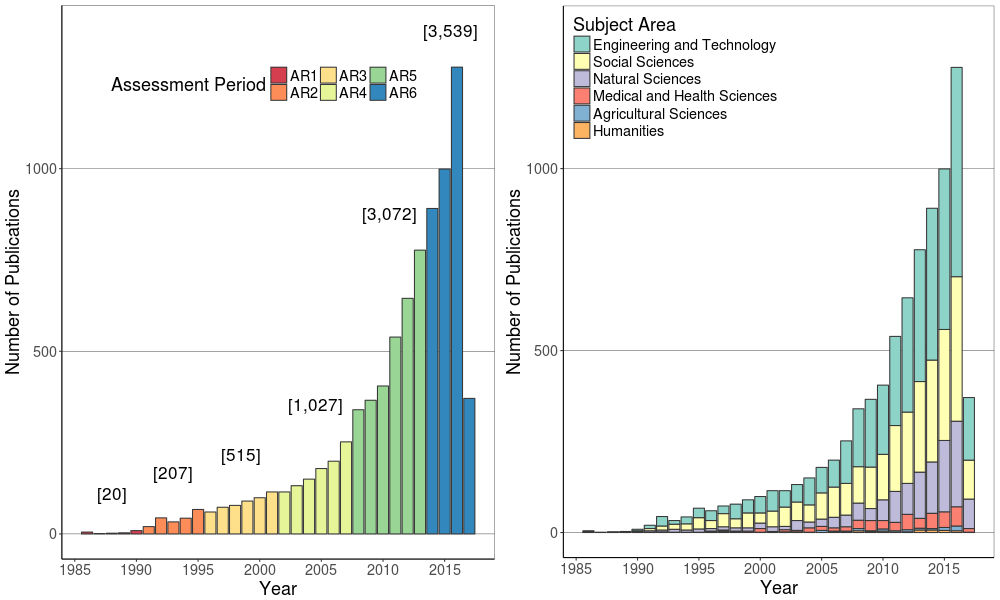 [3,539]
Assessment Period
AR1 AR3 AR5
AR2 AR4 AR6
[3,072]
[1,027]
[515]
[207]
[20]
1000
500
0
Number of Publications
1985 1990 1995 2000 2005 2010 2015
Year
Subject Area
Engineering and Technology
Social Sciences
Natural Sciences
Medical and Health Sciences
Agricultural Sciences
Humanities
1000
500
0
Number of Publications
1985 1990 1995 2000 2005 2010 2015
Year